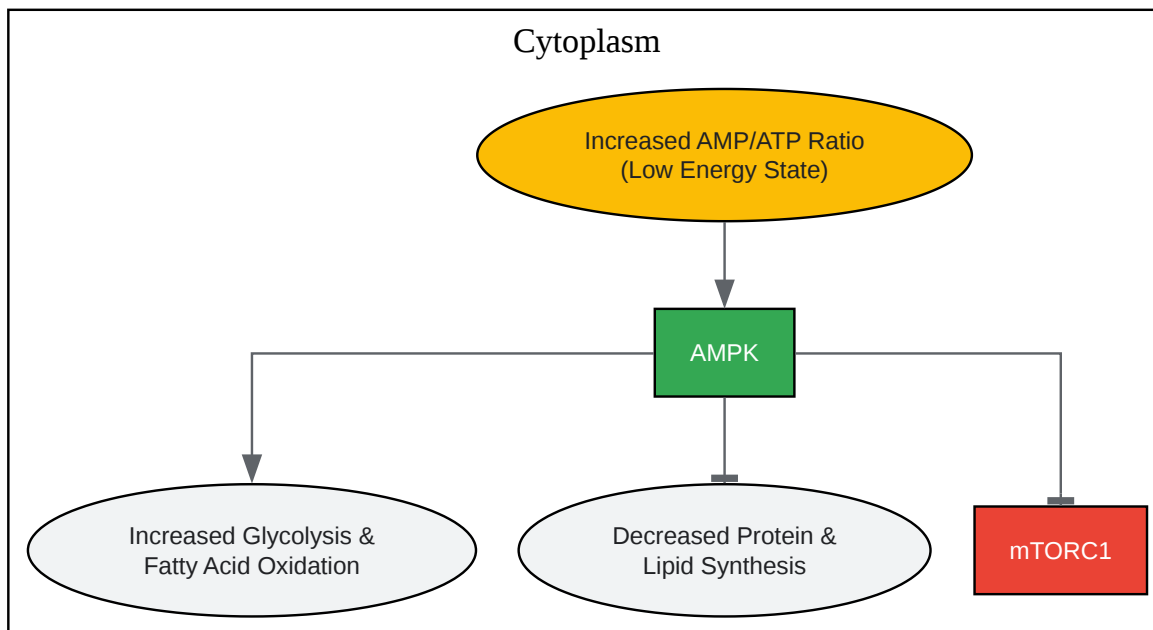 Cytoplasm
Increased AMP/ATP Ratio
(Low Energy State)
AMPK
Increased Glycolysis &
Fatty Acid Oxidation
Decreased Protein &
Lipid Synthesis
mTORC1